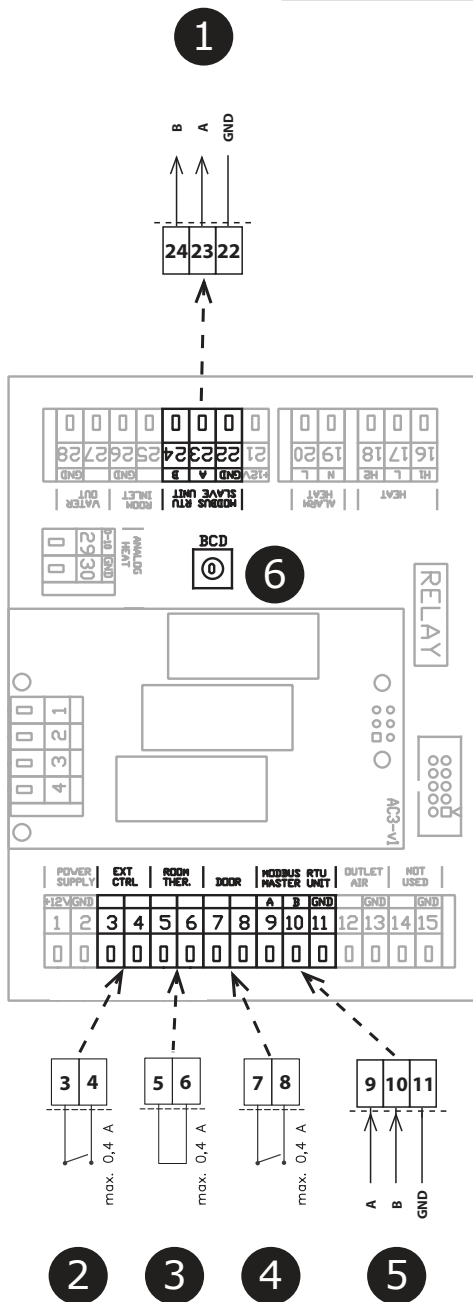 1
B A GND
24 23 22
28 27 26 25 24 23 22 21 20 19 18 17 16
GND GND B A GND +12V L N H2 L H1
VATER OUT
ROOM INLET
MODBUS RTU SLAVE UNIT
ALARM HEAT
HEAT
0-10 GND
29 30
ANALOG HEAT
BCD
0
6
RELAY
1
2
3
4
AC3-v1
POWER SUPPLY
EXT CTRL
ROOM THER.
DOOR
MODBUS RTU MASTER UNIT
OUTLET AIR
NOT USED
+12V GND A B GND GND GND
1 2 3 4 5 6 7 8 9 10 11 12 13 14 15
3 4
5 6
7 8
9 10 11
max. 0,4 A
max. 0,4 A
max. 0,4 A
A B GND
2 3 4 5